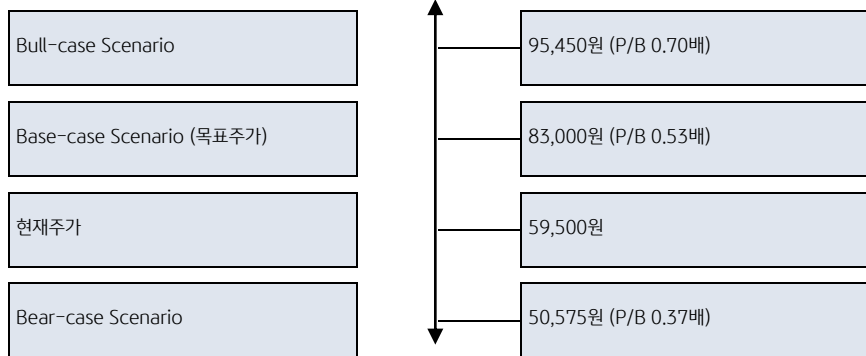 Bull-case Scenario
95,450원 (P/B 0.70배)
Base-case Scenario (목표주가)
83,000원 (P/B 0.53배)
현재주가
59,500원
Bear-case Scenario
50,575원 (P/B 0.37배)